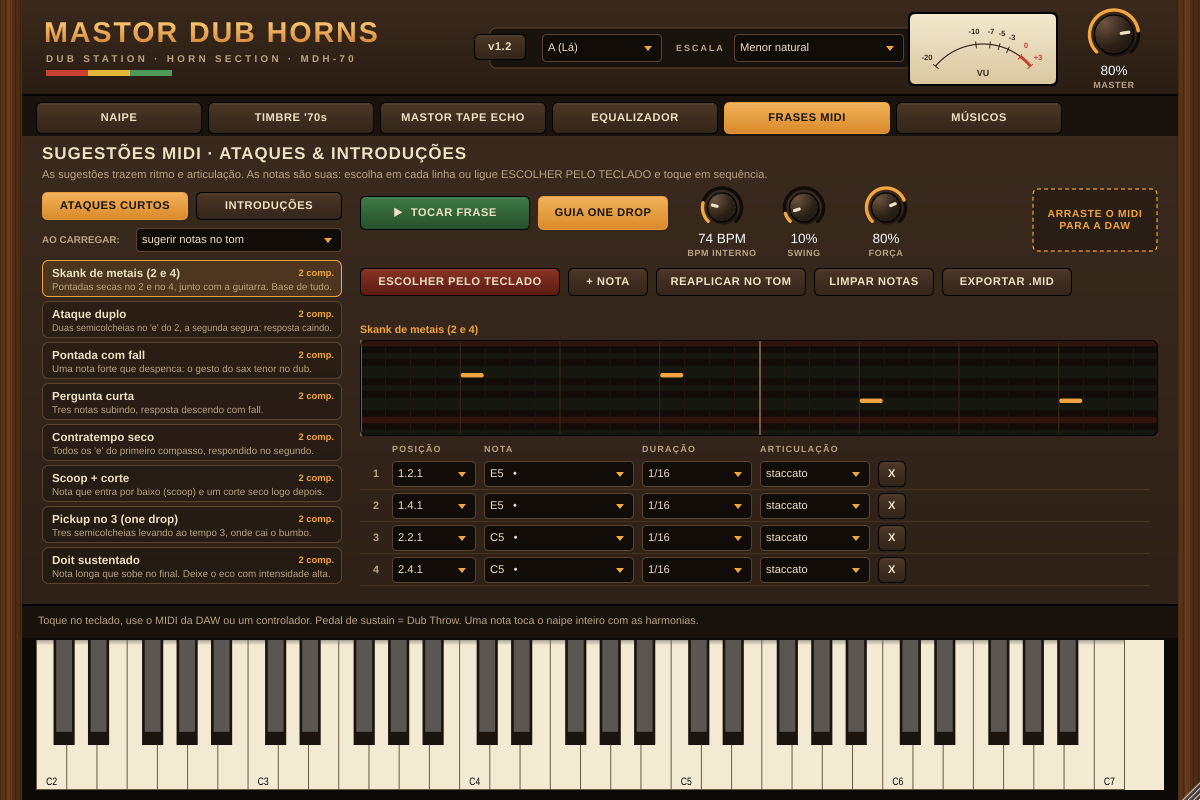 MASTOR DUB HORNS
DUB STATION · HORN SECTION · MDH-70
v1.2
A (Lá)
ESCALA
Menor natural
-20 -10 -7 -5 -3 0 +3
VU
80%
MASTER
NAIPE
TIMBRE '70s
MASTOR TAPE ECHO
EQUALIZADOR
FRASES MIDI
MÚSICOS
SUGESTÕES MIDI · ATAQUES & INTRODUÇÕES
As sugestões trazem ritmo e articulação. As notas são suas: escolha em cada linha ou ligue ESCOLHER PELO TECLADO e toque em sequência.
ATAQUES CURTOS
INTRODUÇÕES
AO CARREGAR:
sugerir notas no tom
Skank de metais (2 e 4) 2 comp.
Pontadas secas no 2 e no 4, junto com a guitarra. Base de tudo.
Ataque duplo 2 comp.
Duas semicolcheias no 'e' do 2, a segunda segura; resposta caindo.
Pontada com fall 2 comp.
Uma nota forte que despenca: o gesto do sax tenor no dub.
Pergunta curta 2 comp.
Tres notas subindo, resposta descendo com fall.
Contratempo seco 2 comp.
Todos os 'e' do primeiro compasso, respondido no segundo.
Scoop + corte 2 comp.
Nota que entra por baixo (scoop) e um corte seco logo depois.
Pickup no 3 (one drop) 2 comp.
Tres semicolcheias levando ao tempo 3, onde cai o bumbo.
Doit sustentado 2 comp.
Nota longa que sobe no final. Deixe o eco com intensidade alta.
TOCAR FRASE
GUIA ONE DROP
74 BPM
BPM INTERNO
10%
SWING
80%
FORÇA
ARRASTE O MIDI
PARA A DAW
ESCOLHER PELO TECLADO
+ NOTA
REAPLICAR NO TOM
LIMPAR NOTAS
EXPORTAR .MID
Skank de metais (2 e 4)
POSIÇÃO NOTA DURAÇÃO ARTICULAÇÃO
1 1.2.1 E5 • 1/16 staccato X
2 1.4.1 E5 • 1/16 staccato X
3 2.2.1 C5 • 1/16 staccato X
4 2.4.1 C5 • 1/16 staccato X
Toque no teclado, use o MIDI da DAW ou um controlador. Pedal de sustain = Dub Throw. Uma nota toca o naipe inteiro com as harmonias.
C2 C3 C4 C5 C6 C7